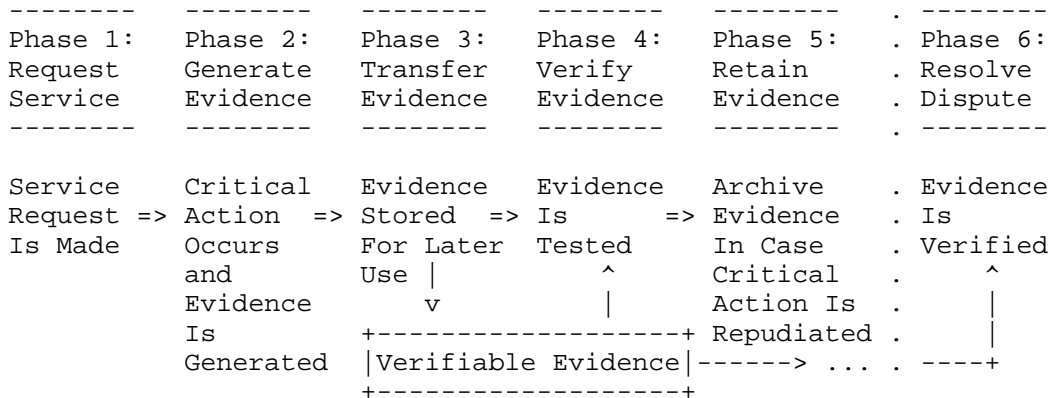 --------   --------   --------   --------   --------   . --------
Phase 1:   Phase 2:   Phase 3:   Phase 4:   Phase 5:   . Phase 6:
Request    Generate   Transfer   Verify     Retain     . Resolve
Service    Evidence   Evidence   Evidence   Evidence   . Dispute
--------   --------   --------   --------   --------   . --------

Service    Critical   Evidence   Evidence   Archive    . Evidence
Request => Action  => Stored  => Is      => Evidence   . Is
Is Made    Occurs     For Later  Tested     In Case    . Verified
           and        Use |          ^      Critical   .     ^
           Evidence       v          |      Action Is  .     |
           Is         +-------------------+ Repudiated .     |
           Generated  |Verifiable Evidence|------> ... . ----+
                      +-------------------+